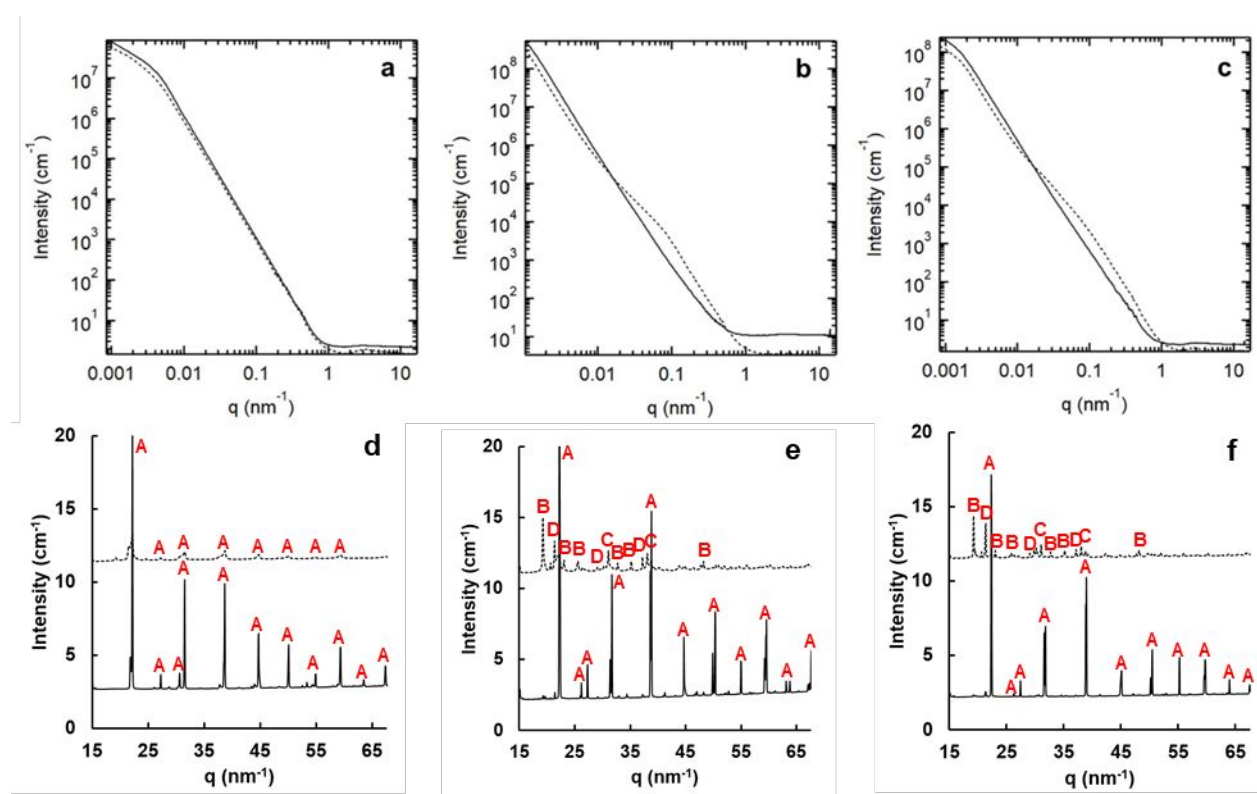 a
10⁷
10⁶
10⁵
10⁴
10³
10²
10¹
Intensity (cm⁻¹)
0.001 0.01 0.1 1 10
q (nm⁻¹)
b
10⁸
10⁷
10⁶
10⁵
10⁴
10³
10²
10¹
Intensity (cm⁻¹)
0.01 0.1 1 10
q (nm⁻¹)
c
10⁸
10⁷
10⁶
10⁵
10⁴
10³
10²
10¹
Intensity (cm⁻¹)
0.001 0.01 0.1 1 10
q (nm⁻¹)
d
20
15
10
5
0
Intensity (cm⁻¹)
A
A A A A A A
A A A A A A A A A A
15 25 35 45 55 65
q (nm⁻¹)
e
20
15
10
5
0
Intensity (cm⁻¹)
A
B D B B D C B B D C B
A A A A A A A A A A
15 25 35 45 55 65
q (nm⁻¹)
f
20
15
10
5
0
Intensity (cm⁻¹)
A
B D B B D C B B D C B
A A A A A A A A A A
15 25 35 45 55 65
q (nm⁻¹)